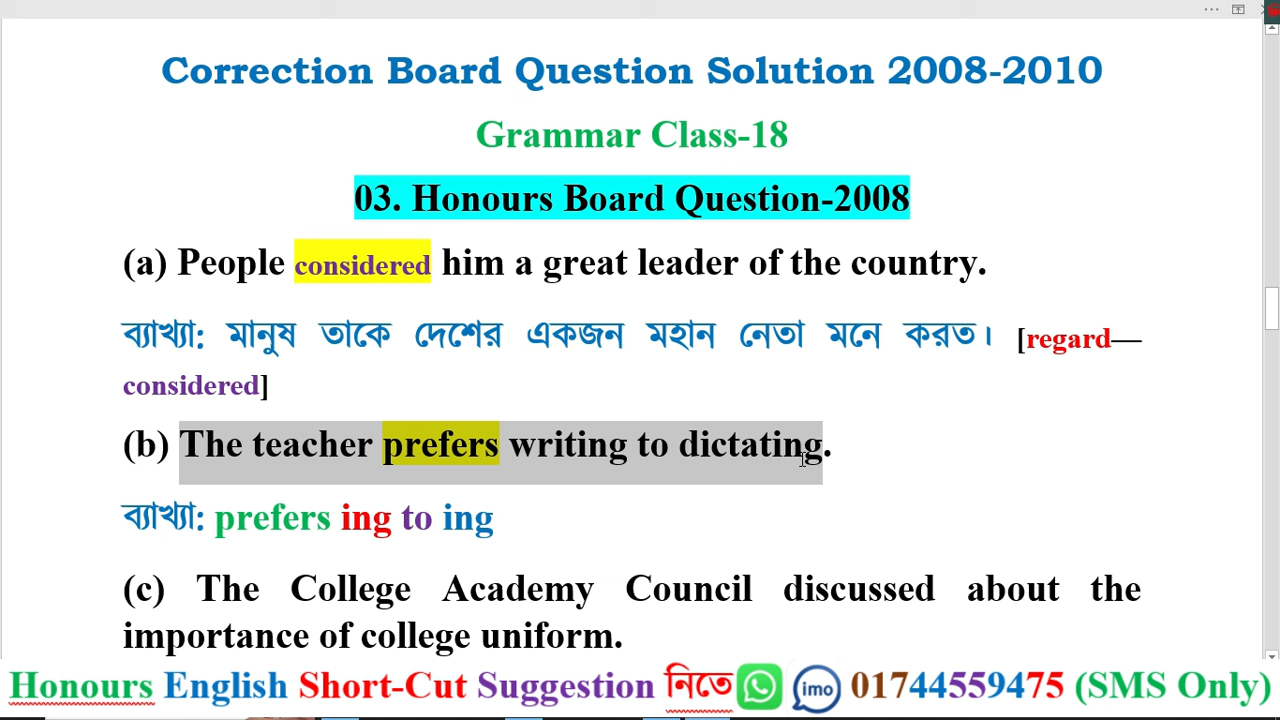 Correction Board Question Solution 2008-2010
Grammar Class-18
03. Honours Board Question-2008
(a) People considered him a great leader of the country.
ব্যাখ্যা: মানুষ তাকে দেশের একজন মহান নেতা মনে করত। [regard—
considered]
(b) The teacher prefers writing to dictating.
ব্যাখ্যা: prefers ing to ing
(c) The College Academy Council discussed about the
importance of college uniform.
Honours English Short-Cut Suggestion নিতে imo 01744559475 (SMS Only)